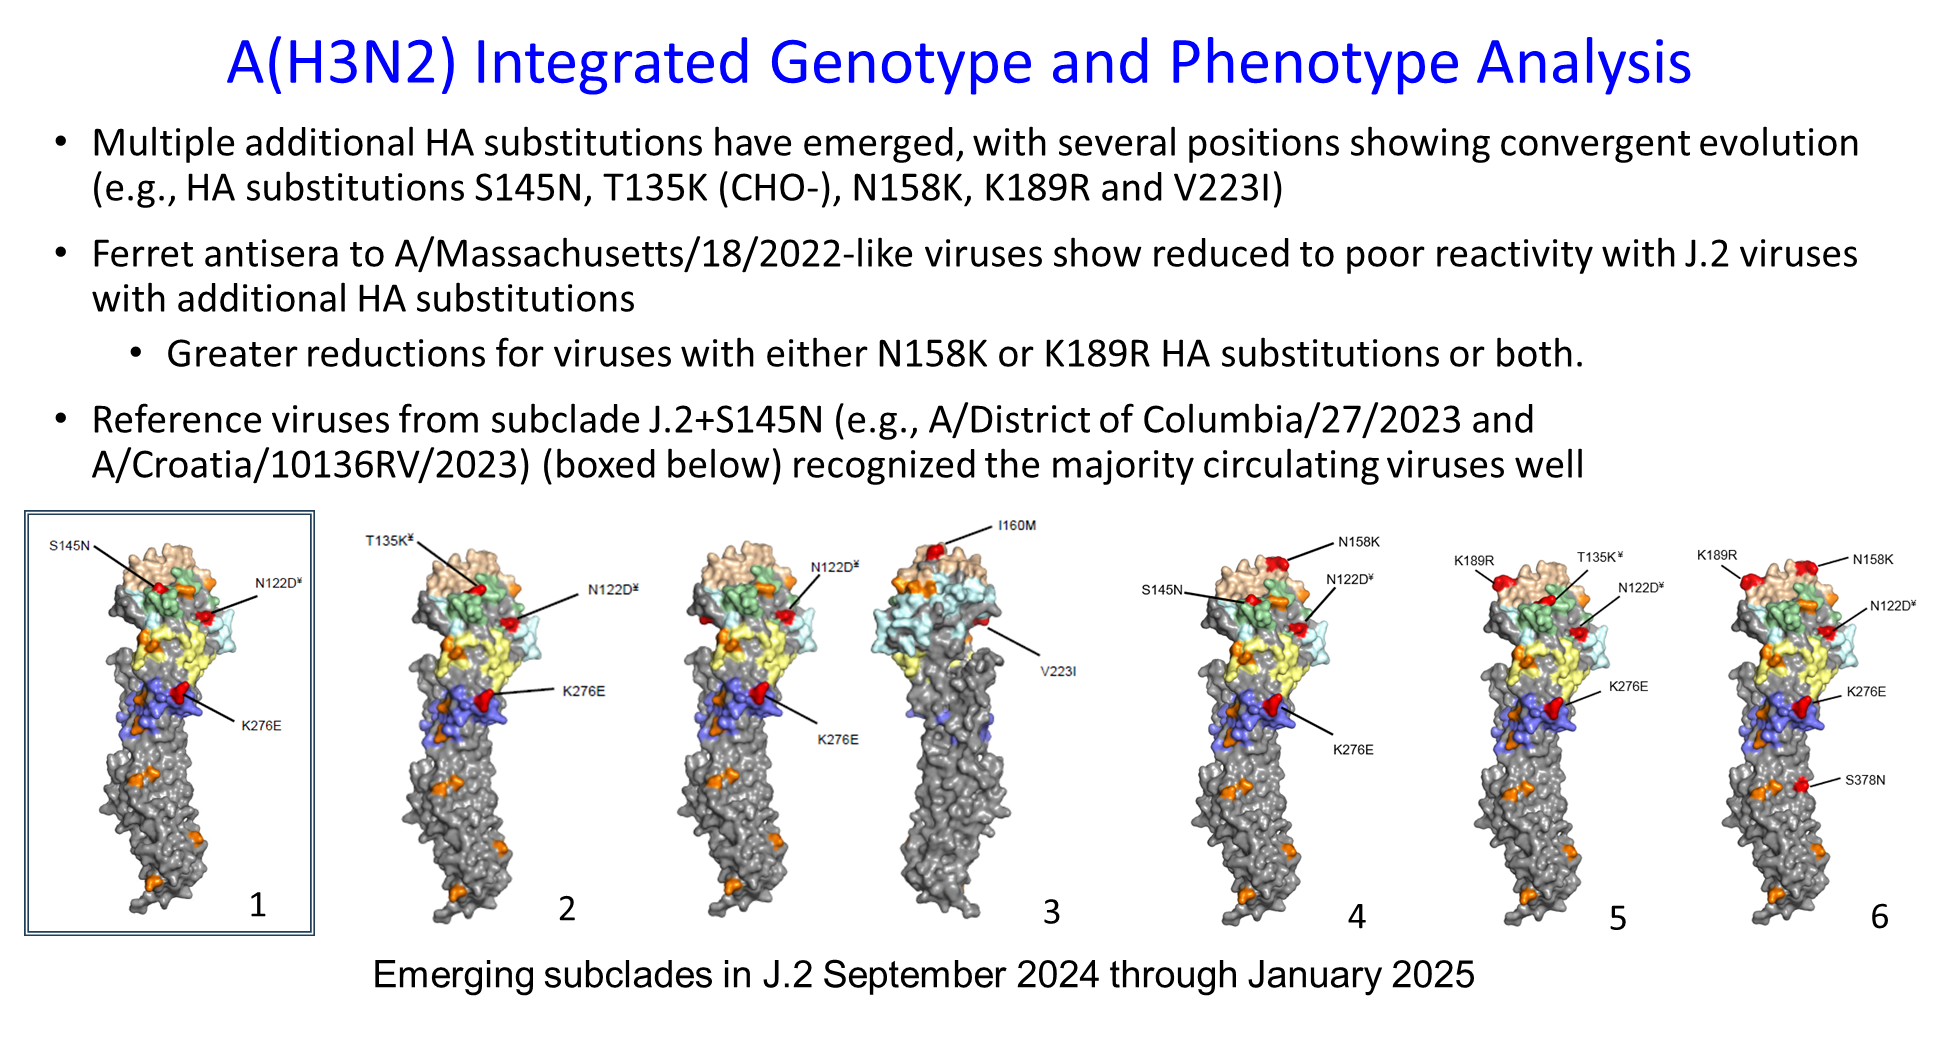 A(H3N2) Integrated Genotype and Phenotype Analysis
• Multiple additional HA substitutions have emerged, with several positions showing convergent evolution
(e.g., HA substitutions S145N, T135K (CHO-), N158K, K189R and V223I)
• Ferret antisera to A/Massachusetts/18/2022-like viruses show reduced to poor reactivity with J.2 viruses
with additional HA substitutions
• Greater reductions for viruses with either N158K or K189R HA substitutions or both.
• Reference viruses from subclade J.2+S145N (e.g., A/District of Columbia/27/2023 and
A/Croatia/10136RV/2023) (boxed below) recognized the majority circulating viruses well
S145N
N122D¥
K276E
1
T135K¥
N122D¥
K276E
2
N122D¥
K276E
I160M
V223I
3
N158K
S145N
N122D¥
K276E
4
K189R
T135K¥
N122D¥
K276E
5
K189R
N158K
N122D¥
K276E
S378N
6
Emerging subclades in J.2 September 2024 through January 2025